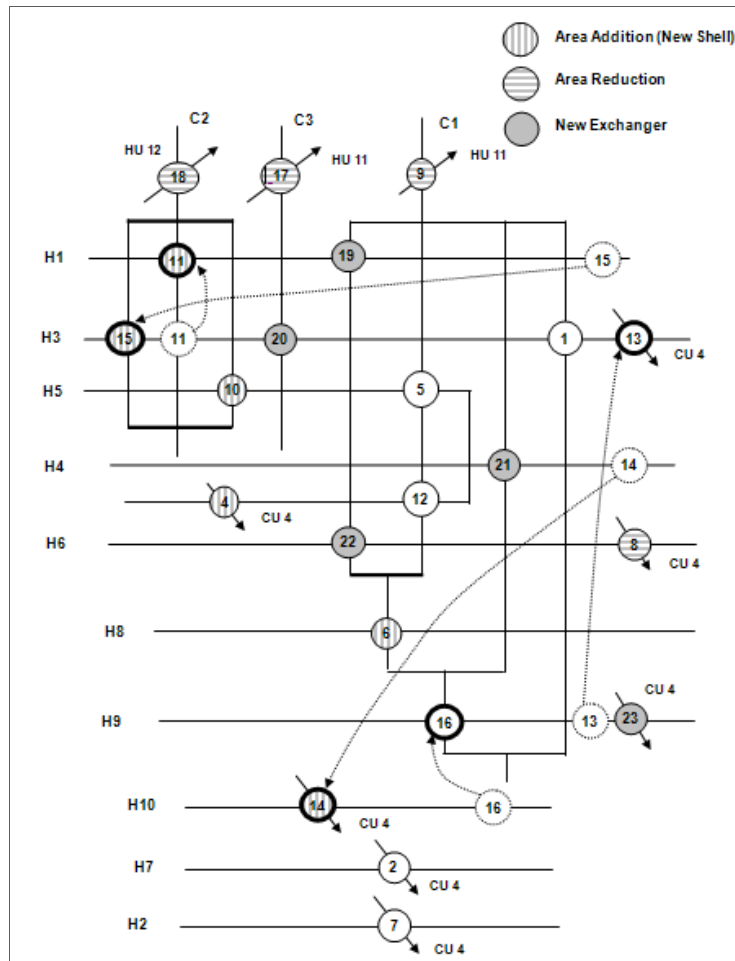 Area Addition (New Shell)
Area Reduction
New Exchanger
C2
C3
C1
HU 12
HU 11
HU 11
18
17
9
H1
11
19
15
H3
15
11
20
1
13
CU 4
H5
10
5
H4
21
14
4
CU 4
12
H6
22
8
CU 4
H8
6
H9
16
13
23
CU 4
H10
14
CU 4
16
H7
2
CU 4
H2
7
CU 4